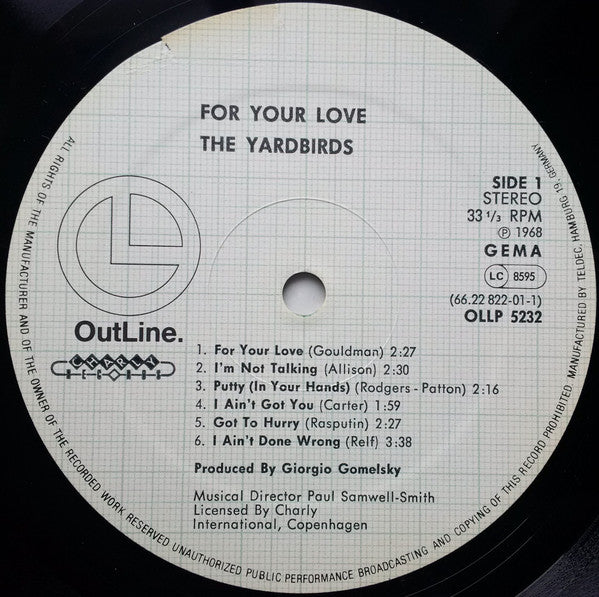 FOR YOUR LOVE
THE YARDBIRDS
SIDE 1
STEREO
33 1/3 RPM
Ⓟ 1968
GEMA
LC 8595
(66.22 822-01-1)
OLLP 5232
OutLine.
CHARLY
RECORDS
1. For Your Love (Gouldman) 2:27
2. I'm Not Talking (Allison) 2:30
3. Putty (In Your Hands) (Rodgers - Patton) 2:16
4. I Ain't Got You (Carter) 1:59
5. Got To Hurry (Rasputin) 2:27
6. I Ain't Done Wrong (Relf) 3:38
Produced By Giorgio Gomelsky
Musical Director Paul Samwell-Smith
Licensed By Charly
International, Copenhagen
ALL RIGHTS OF THE MANUFACTURER AND OF THE OWNER OF THE RECORDED WORK RESERVED UNAUTHORIZED PUBLIC PERFORMANCE BROADCASTING AND COPYING OF THIS RECORD PROHIBITED. MANUFACTURED BY TELDEC, HAMBURG 19, GERMANY